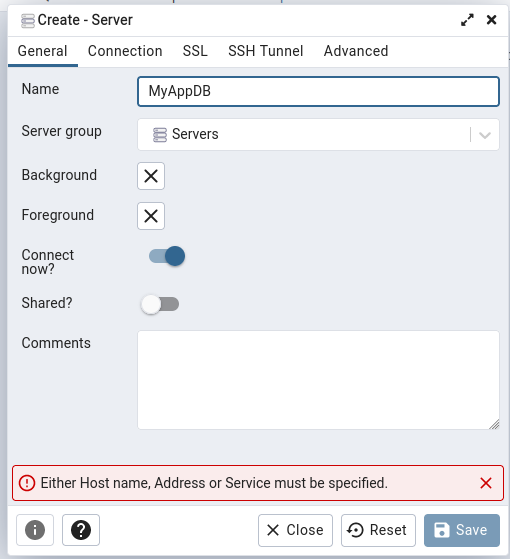 Create - Server
General Connection SSL SSH Tunnel Advanced
Name MyAppDB
Server group Servers
Background
Foreground
Connect
now?
Shared?
Comments
Either Host name, Address or Service must be specified.
Close Reset Save